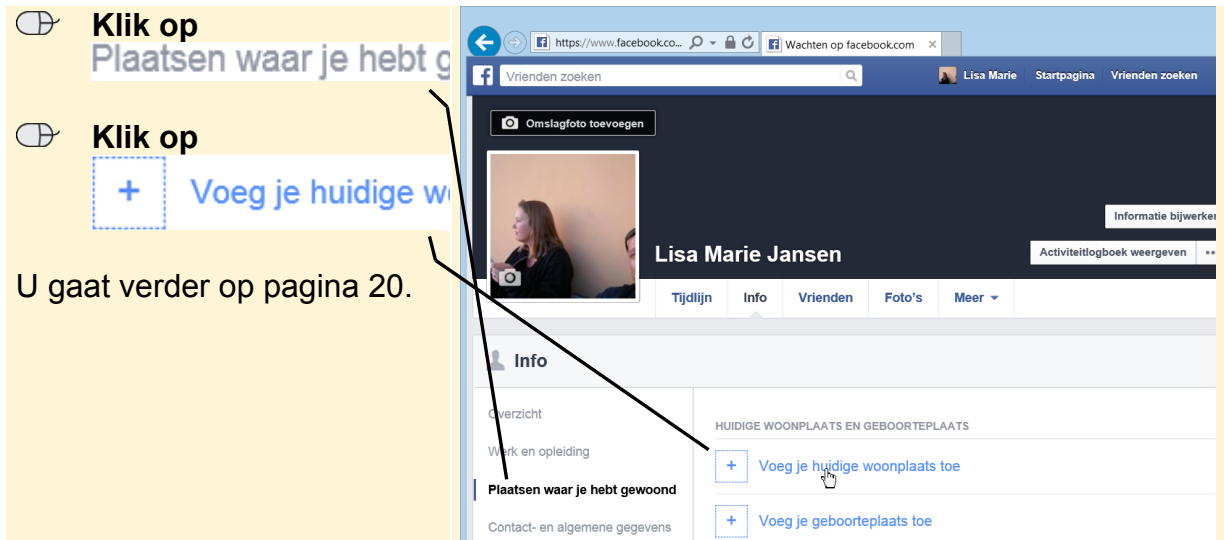 Klik op
Plaatsen waar je hebt g
Klik op
+ Voeg je huidige w
U gaat verder op pagina 20.
https://www.facebook.co...
Wachten op facebook.com
f Vrienden zoeken
Lisa Marie Startpagina Vrienden zoeken
Omslagfoto toevoegen
Informatie bijwerken
Lisa Marie Jansen
Activiteitlogboek weergeven
Tijdlijn Info Vrienden Foto's Meer
Info
Overzicht
HUIDIGE WOONPLAATS EN GEBOORTEPLAATS
Werk en opleiding
+ Voeg je huidige woonplaats toe
Plaatsen waar je hebt gewoond
+ Voeg je geboorteplaats toe
Contact- en algemene gegevens